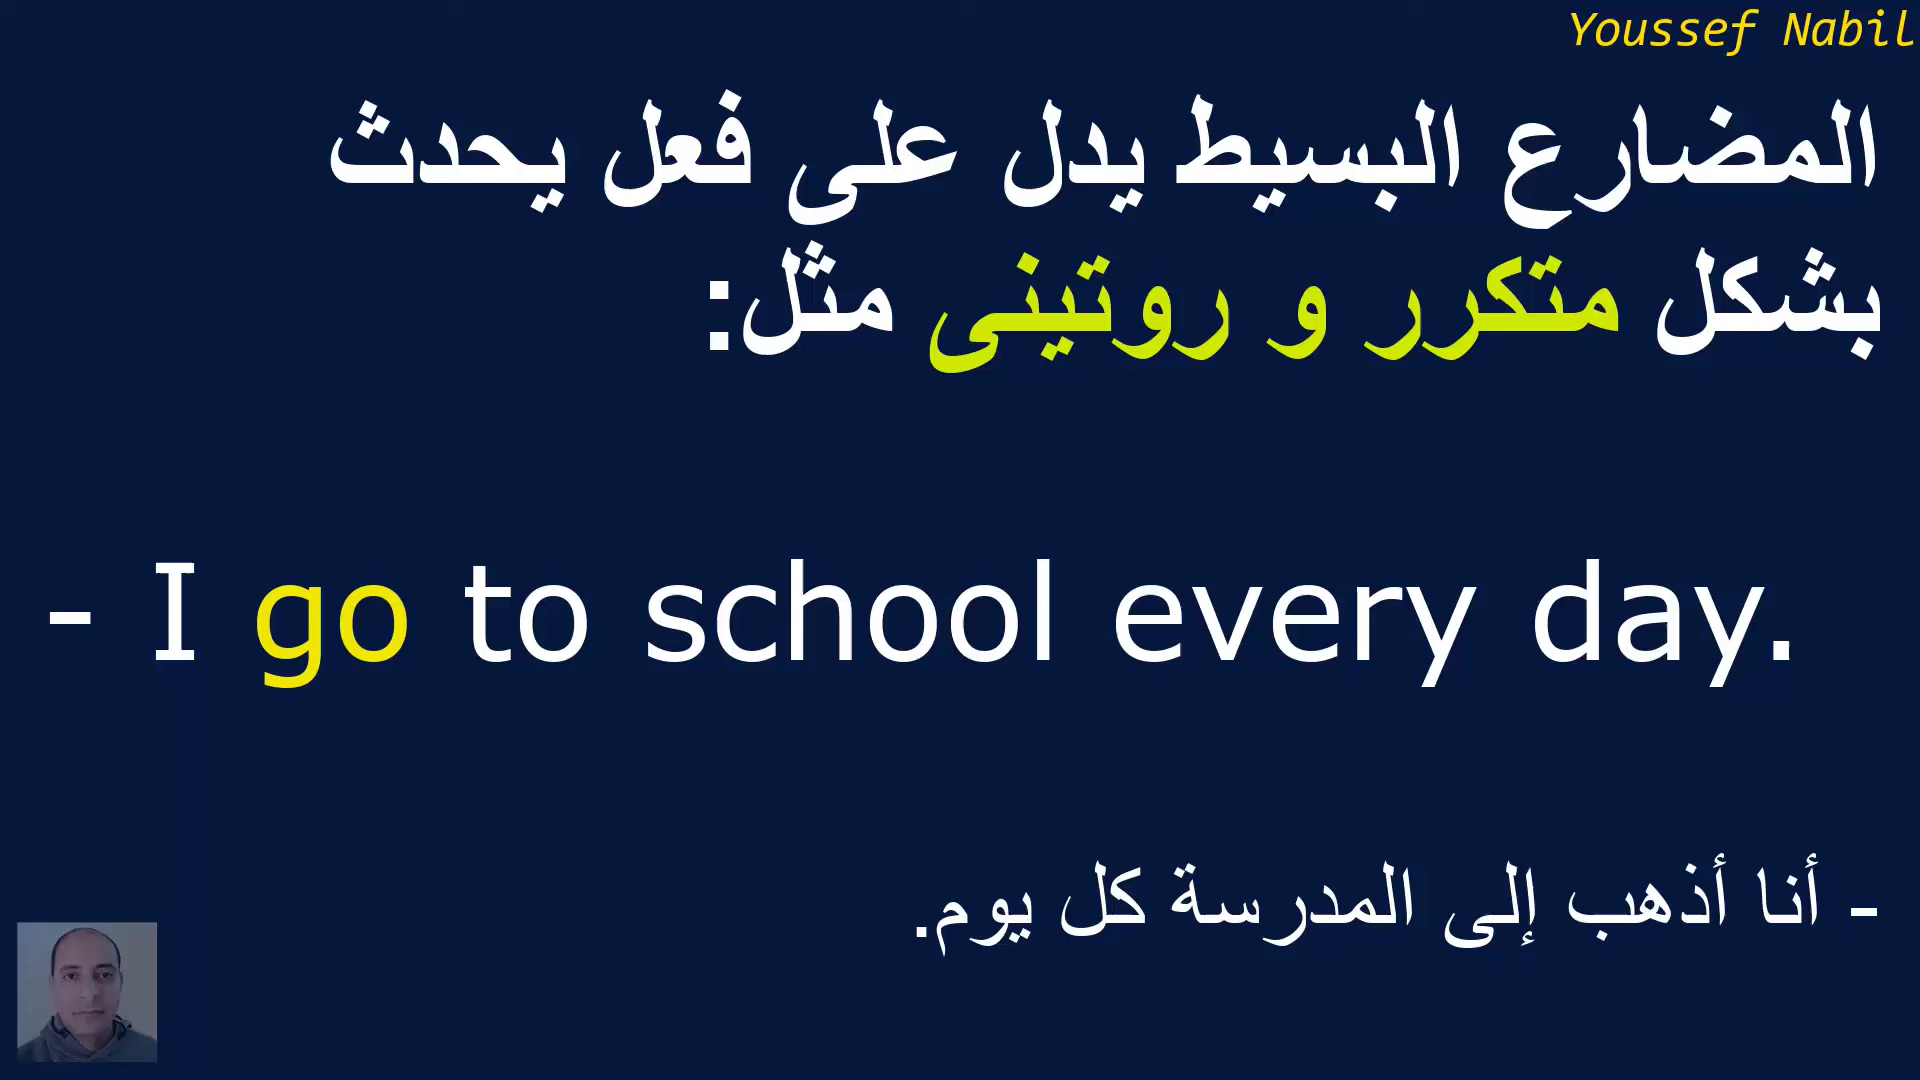 Youssef Nabil
المضارع البسيط يدل على فعل يحدث
بشكل متكرر و روتينى مثل:
- I go to school every day.
- أنا أذهب إلى المدرسة كل يوم.